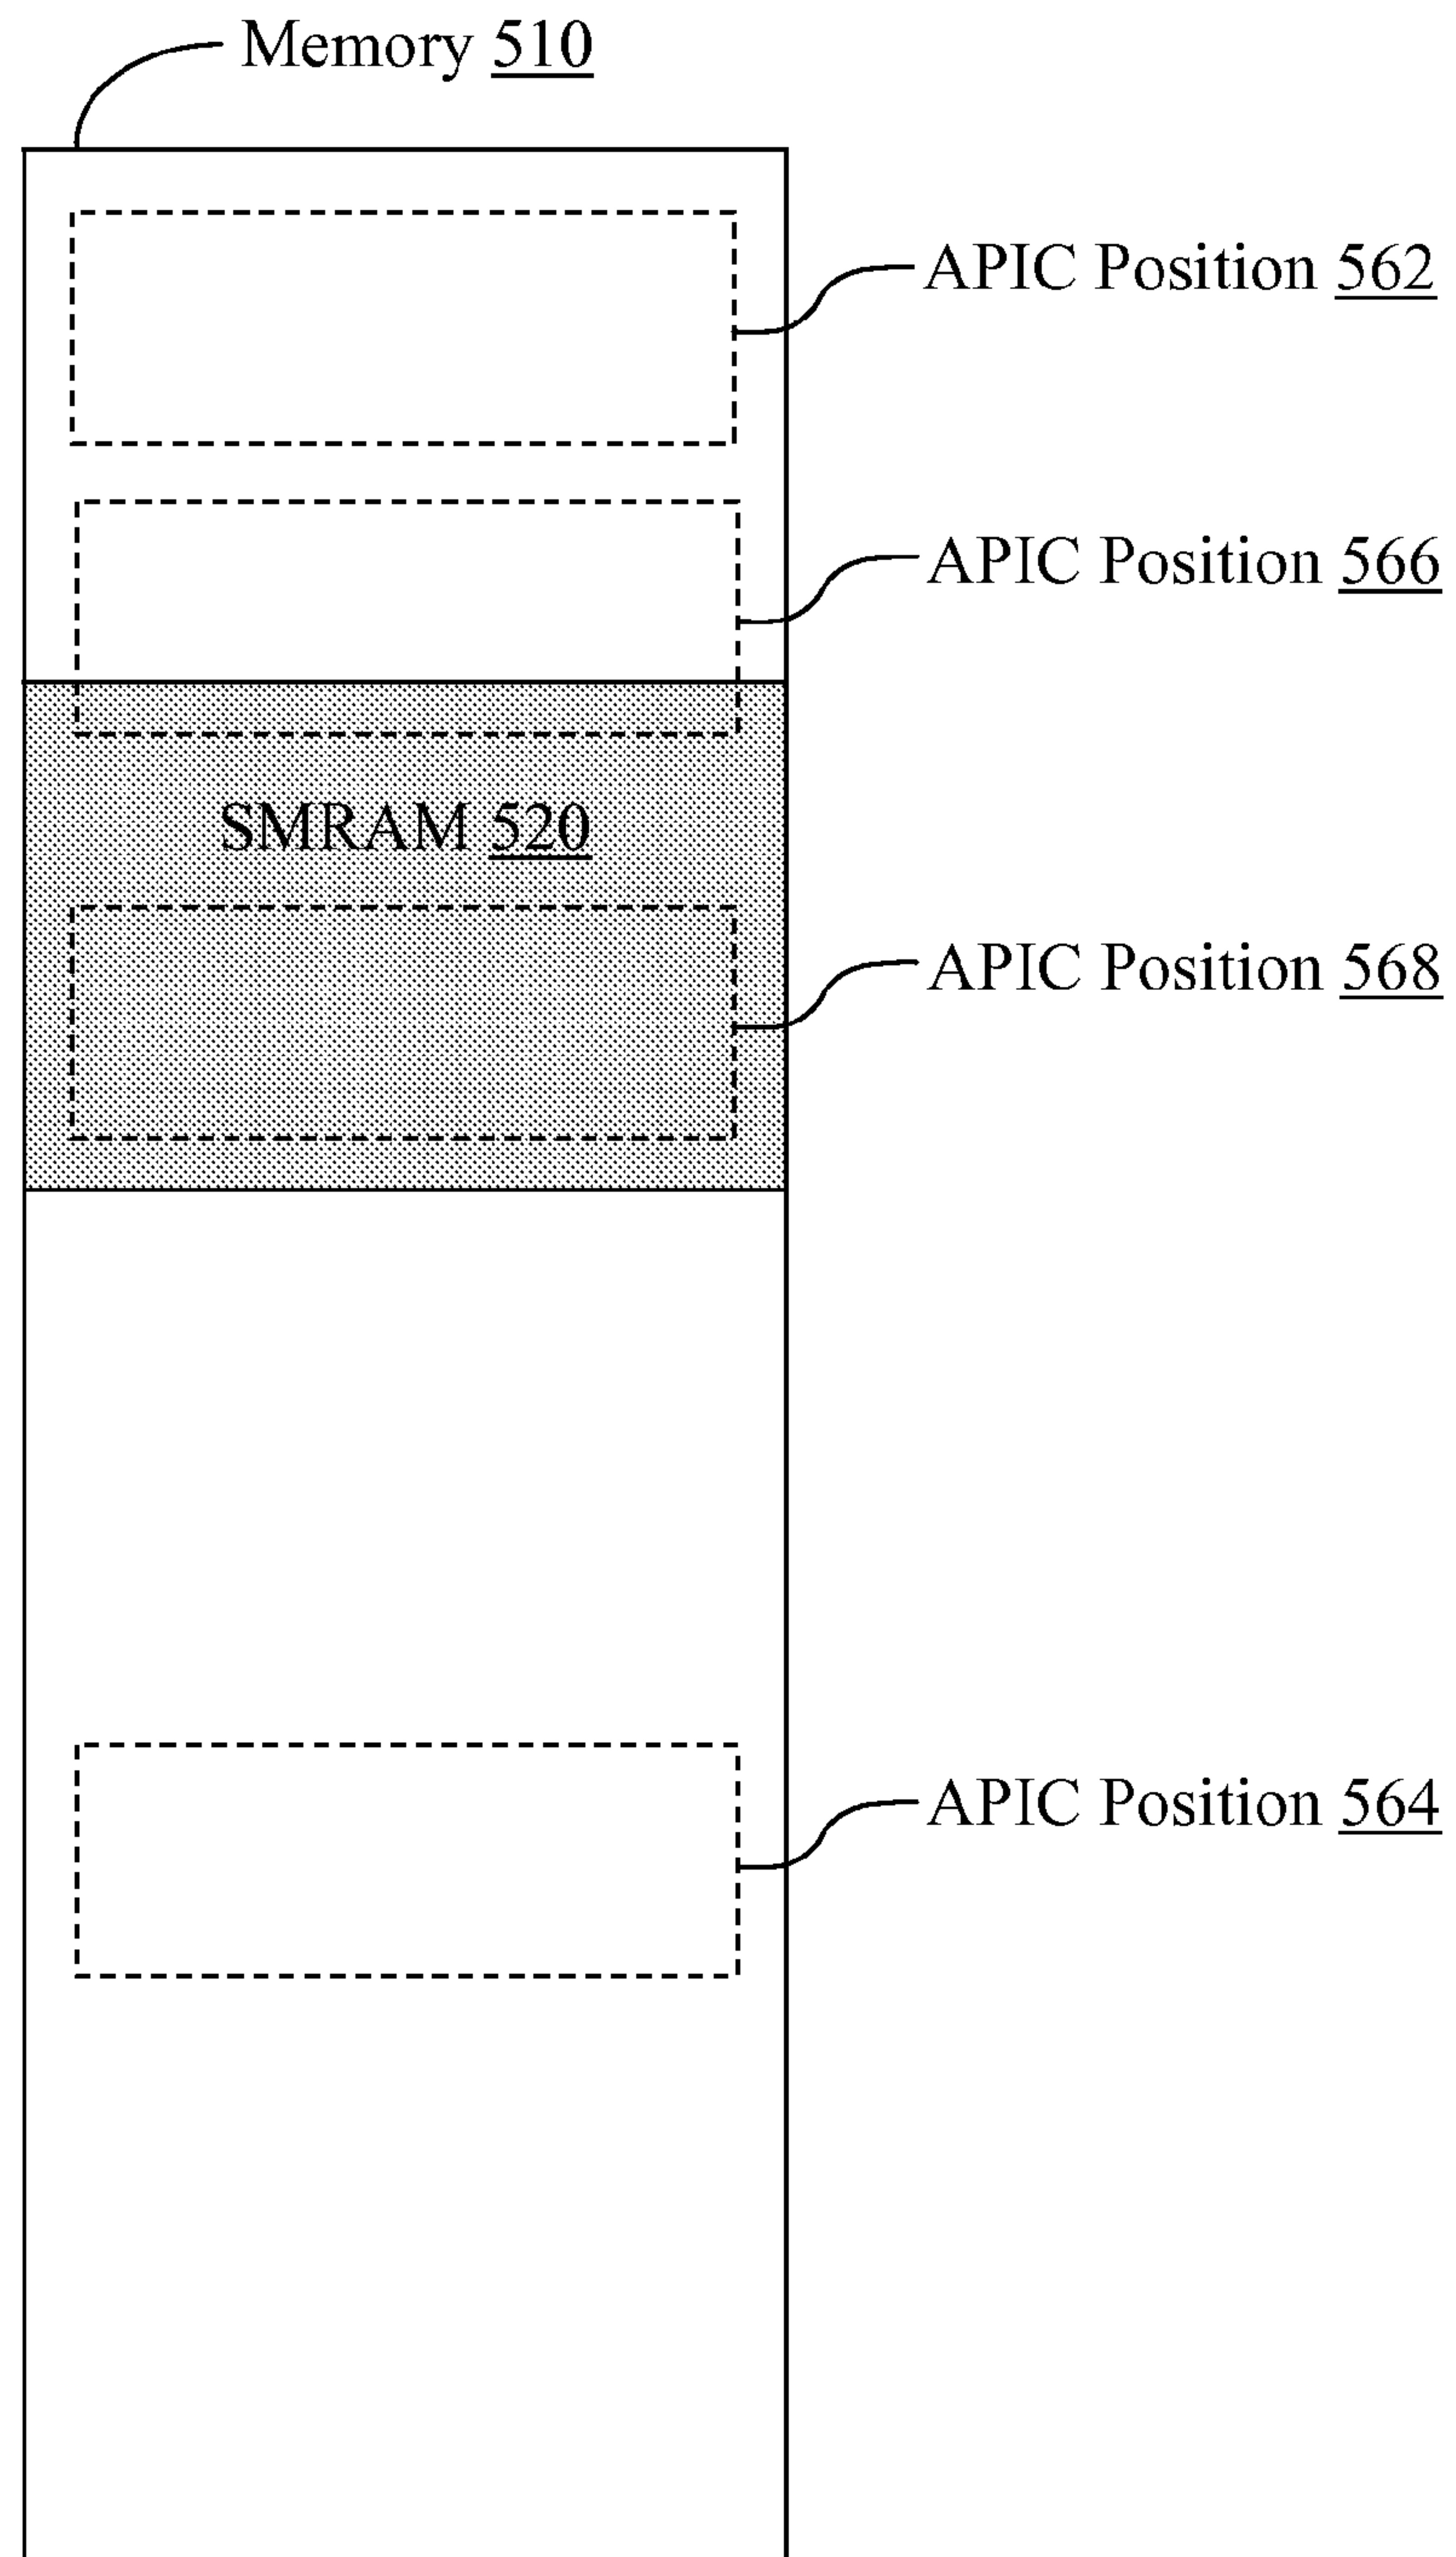 Memory 510
APIC Position 562
APIC Position 566
SMRAM 520
APIC Position 568
APIC Position 564